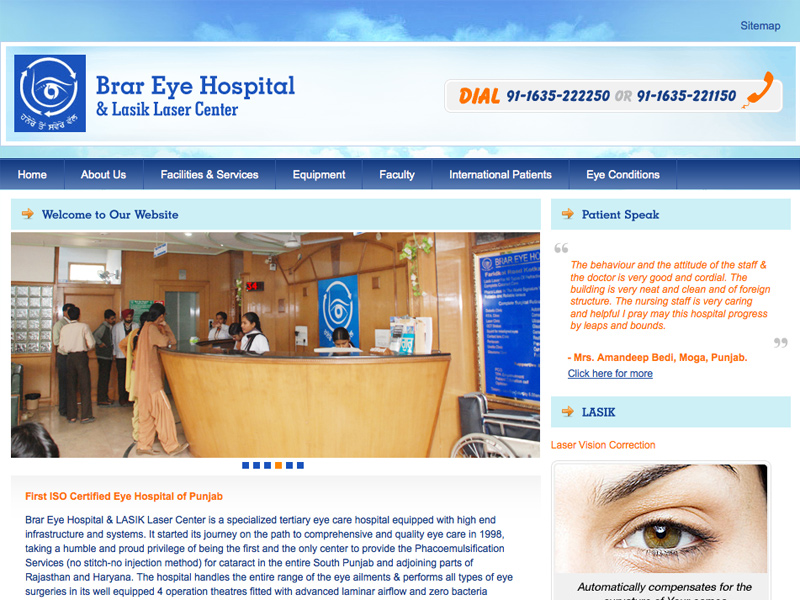 Sitemap
ਹਨੇਰੇ ਤੋਂ ਸਵੇਰ ਵੱਲ
Brar Eye Hospital
& Lasik Laser Center
DIAL 91-1635-222250 OR 91-1635-221150
Home About Us Facilities & Services Equipment Faculty International Patients Eye Conditions
Welcome to Our Website
BRAR EYE HO
Faridkot Road Kotka
First ISO Certified Eye Hospital of Punjab
Brar Eye Hospital & LASIK Laser Center is a specialized tertiary eye care hospital equipped with high end
infrastructure and systems. It started its journey on the path to comprehensive and quality eye care in 1998,
taking a humble and proud privilege of being the first and the only center to provide the Phacoemulsification
Services (no stitch-no injection method) for cataract in the entire South Punjab and adjoining parts of
Rajasthan and Haryana. The hospital handles the entire range of the eye ailments & performs all types of eye
surgeries in its well equipped 4 operation theatres fitted with advanced laminar airflow and zero bacteria
Patient Speak
“
The behaviour and the attitude of the staff &
the doctor is very good and cordial. The
building is very neat and clean and of foreign
structure. The nursing staff is very caring
and helpful I pray may this hospital progress
by leaps and bounds.
”
- Mrs. Amandeep Bedi, Moga, Punjab.
Click here for more
LASIK
Laser Vision Correction
Automatically compensates for the
curvature of Your cornea